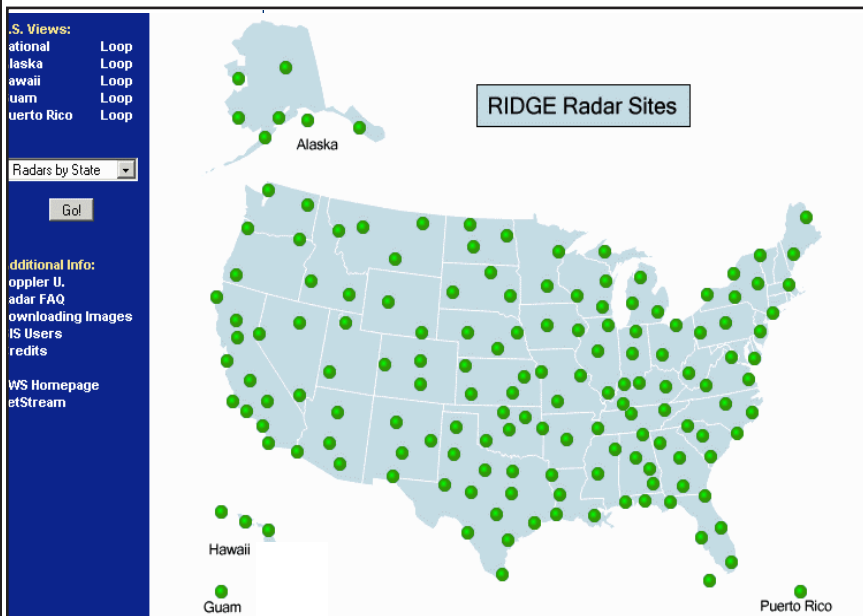 .S. Views:
ational Loop
laska Loop
awaii Loop
uam Loop
uerto Rico Loop
Radars by State
Go!
dditional Info:
oppler U.
adar FAQ
ownloading Images
IS Users
redits
WS Homepage
etStream
RIDGE Radar Sites
Alaska
Hawaii
Guam
Puerto Rico